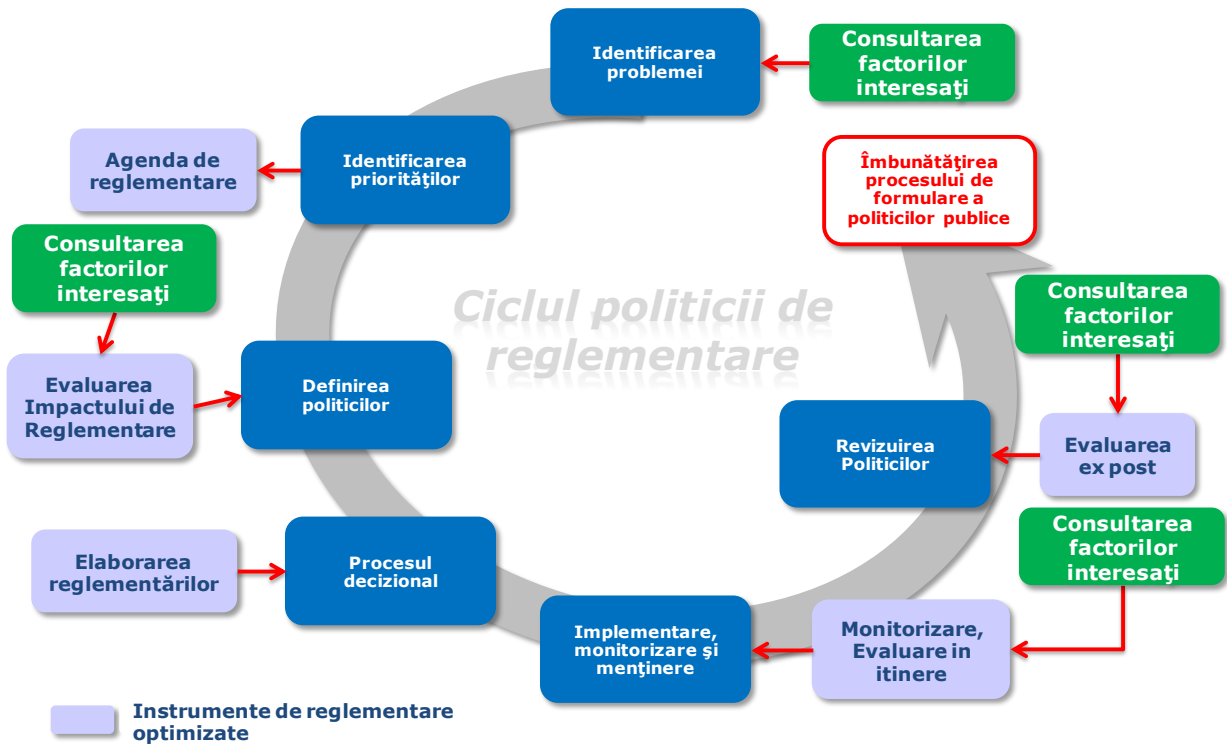 Identificarea
problemei
Consultarea
factorilor
interesaţi
Agenda de
reglementare
Identificarea
priorităţilor
Îmbunătăţirea
procesului de
formulare a
politicilor publice
Consultarea
factorilor
interesaţi
Ciclul politicii de
reglementare
Consultarea
factorilor
interesaţi
Evaluarea
Impactului de
Reglementare
Definirea
politicilor
Revizuirea
Politicilor
Evaluarea
ex post
Elaborarea
reglementărilor
Procesul
decizional
Consultarea
factorilor
interesaţi
Implementare,
monitorizare şi
menţinere
Monitorizare,
Evaluare in
itinere
Instrumente de reglementare
optimizate